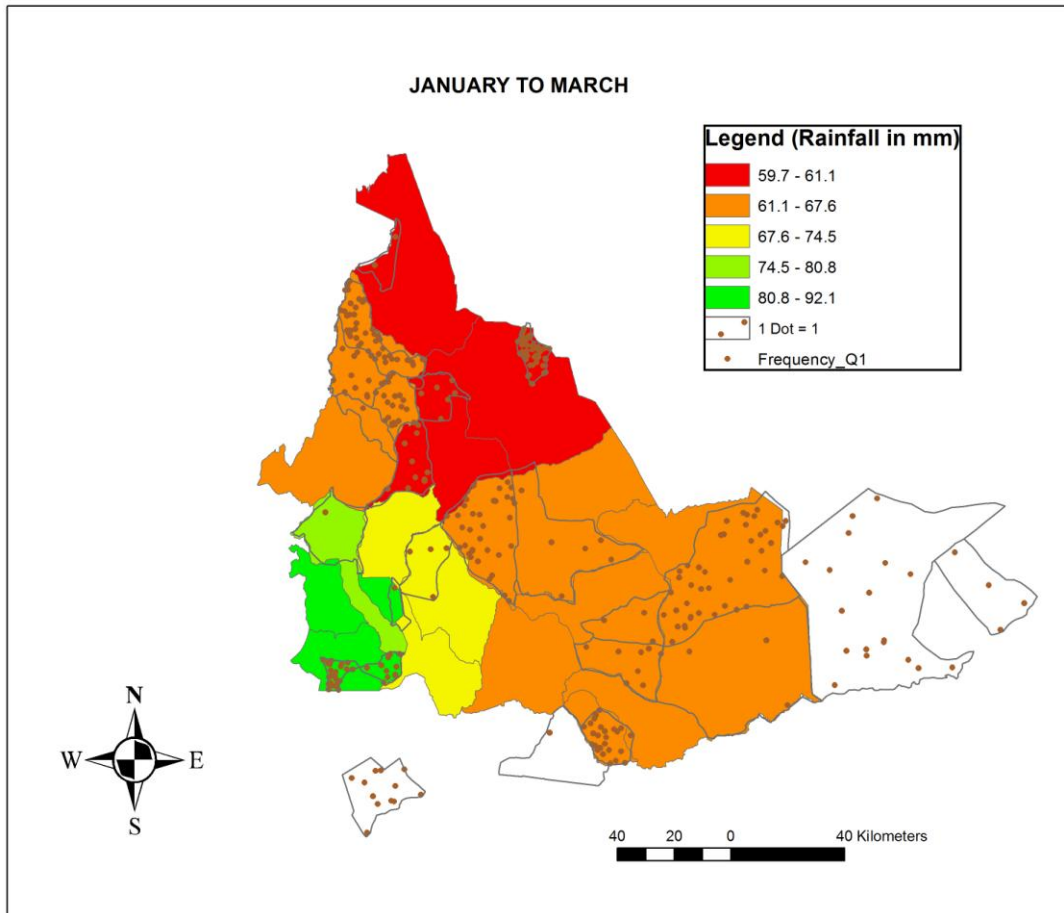 JANUARY TO MARCH
Legend (Rainfall in mm)
59.7 - 61.1
61.1 - 67.6
67.6 - 74.5
74.5 - 80.8
80.8 - 92.1
1 Dot = 1
Frequency_Q1
N
W E
S
40 20 0 40 Kilometers